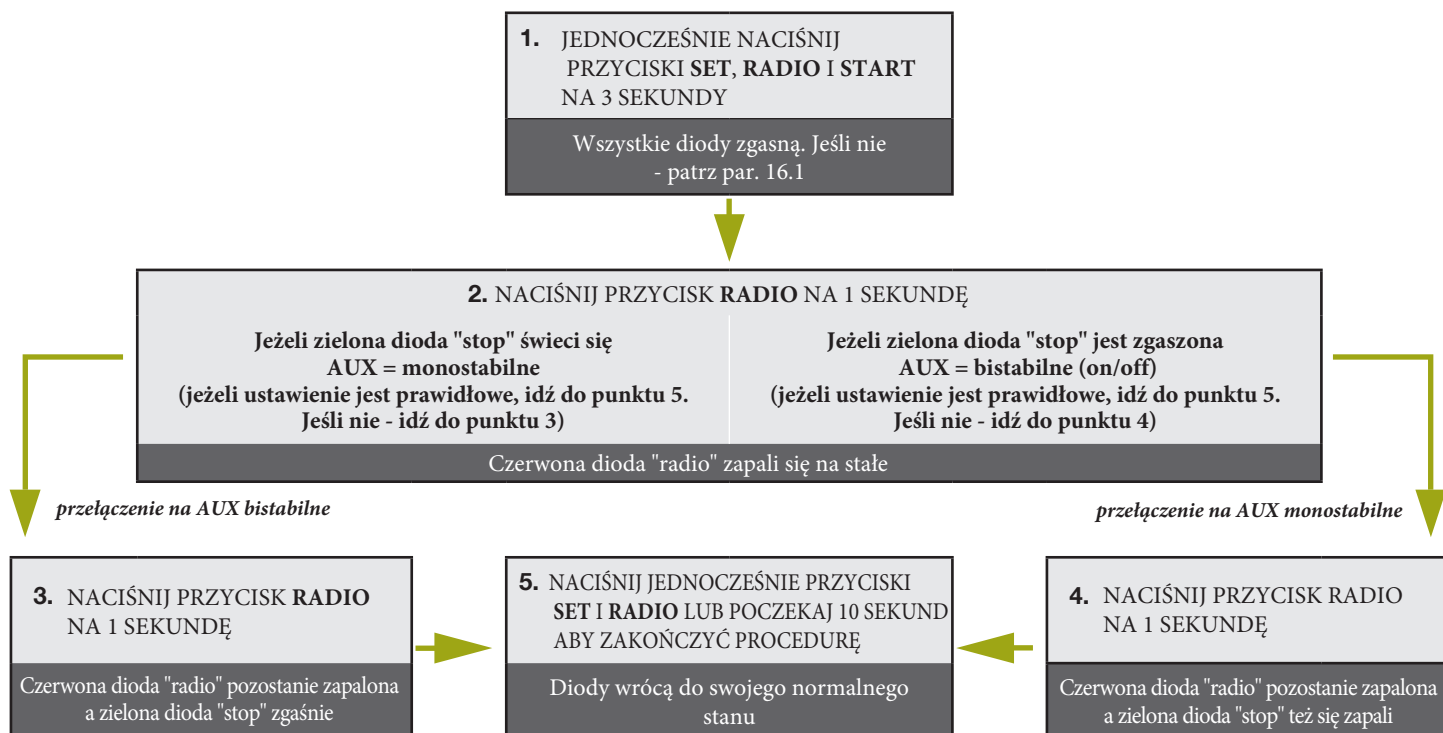 1. JEDNOCZEŚNIE NACIŚNIJ
PRZYCISKI SET, RADIO I START
NA 3 SEKUNDY
Wszystkie diody zgasną. Jeśli nie
- patrz par. 16.1
2. NACIŚNIJ PRZYCISK RADIO NA 1 SEKUNDĘ
Jeżeli zielona dioda "stop" świeci się
AUX = monostabilne
(jeżeli ustawienie jest prawidłowe, idź do punktu 5.
Jeśli nie - idź do punktu 3)
Jeżeli zielona dioda "stop" jest zgaszona
AUX = bistabilne (on/off)
(jeżeli ustawienie jest prawidłowe, idź do punktu 5.
Jeśli nie - idź do punktu 4)
Czerwona dioda "radio" zapali się na stałe
przełączenie na AUX bistabilne
przełączenie na AUX monostabilne
3. NACIŚNIJ PRZYCISK RADIO
NA 1 SEKUNDĘ
Czerwona dioda "radio" pozostanie zapalona
a zielona dioda "stop" zgaśnie
5. NACIŚNIJ JEDNOCZEŚNIE PRZYCISKI
SET I RADIO LUB POCZEKAJ 10 SEKUND
ABY ZAKOŃCZYĆ PROCEDURĘ
Diody wrócą do swojego normalnego
stanu
4. NACIŚNIJ PRZYCISK RADIO
NA 1 SEKUNDĘ
Czerwona dioda "radio" pozostanie zapalona
a zielona dioda "stop" też się zapali